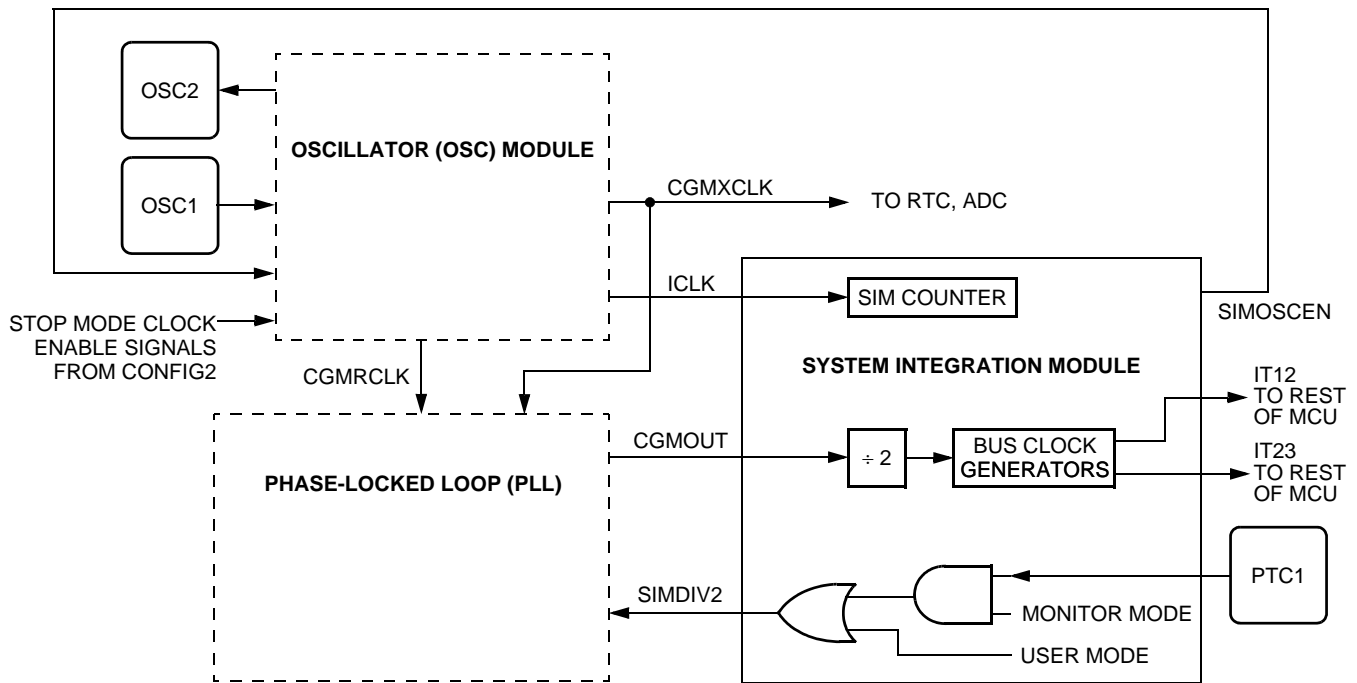 OSC2
OSCILLATOR (OSC) MODULE
OSC1
CGMXCLK
TO RTC, ADC
ICLK
SIM COUNTER
SIMOSCEN
STOP MODE CLOCK
ENABLE SIGNALS
FROM CONFIG2
SYSTEM INTEGRATION MODULE
CGMRCLK
IT12
TO REST
OF MCU
CGMOUT
÷ 2
BUS CLOCK
GENERATORS
IT23
TO REST
OF MCU
PHASE-LOCKED LOOP (PLL)
PTC1
SIMDIV2
MONITOR MODE
USER MODE